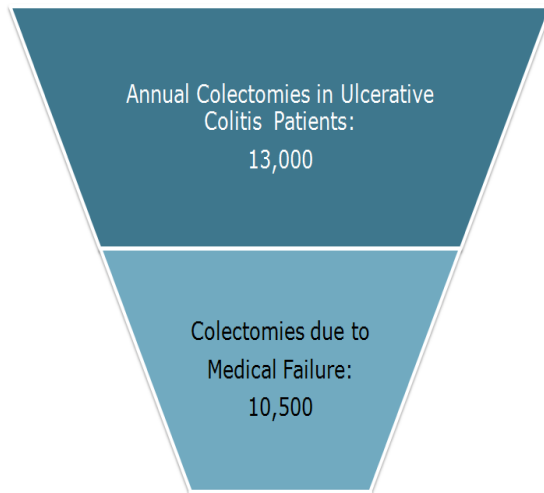 Annual Colectomies in Ulcerative
Colitis Patients:
13,000
Colectomies due to
Medical Failure:
10,500